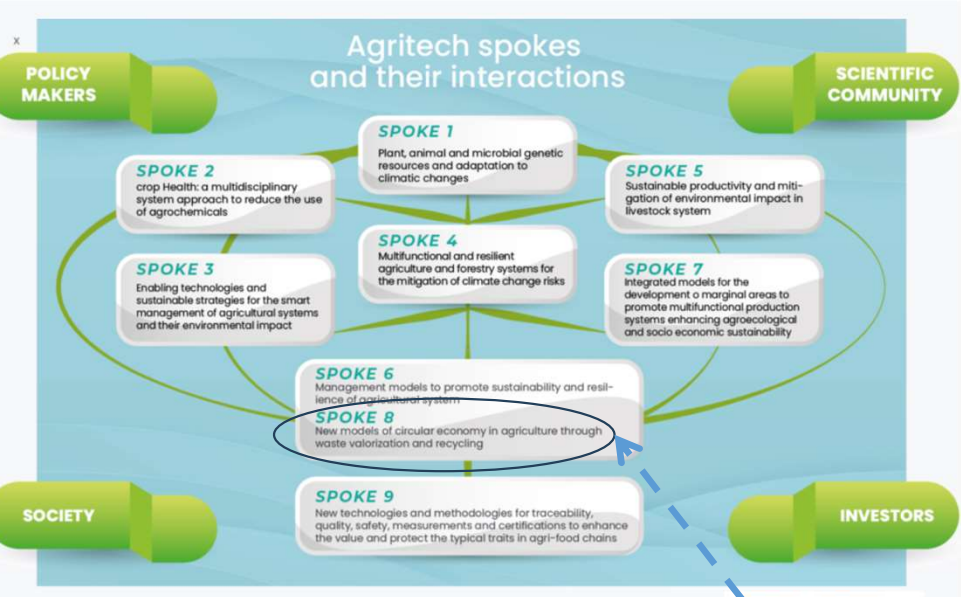 x
Agritech spokes
and their interactions
POLICY
MAKERS
SCIENTIFIC
COMMUNITY
SPOKE 1
Plant, animal and microbial genetic
resources and adaptation to
climatic changes
SPOKE 2
crop Health: a multidisciplinary
system approach to reduce the use
of agrochemicals
SPOKE 5
Sustainable productivity and miti-
gation of environmental impact in
livestock system
SPOKE 4
Multifunctional and resilient
agriculture and forestry systems for
the mitigation of climate change risks
SPOKE 3
Enabling technologies and
sustainable strategies for the smart
management of agricultural systems
and their environmental impact
SPOKE 7
Integrated models for the
development o marginal areas to
promote multifunctional production
systems enhancing agroecological
and socio economic sustainability
SPOKE 6
Management models to promote sustainability and resil-
ience of agricultural system
SPOKE 8
New models of circular economy in agriculture through
waste valorization and recycling
SPOKE 9
New technologies and methodologies for traceability,
quality, safety, measurements and certifications to enhance
the value and protect the typical traits in agri-food chains
SOCIETY
INVESTORS